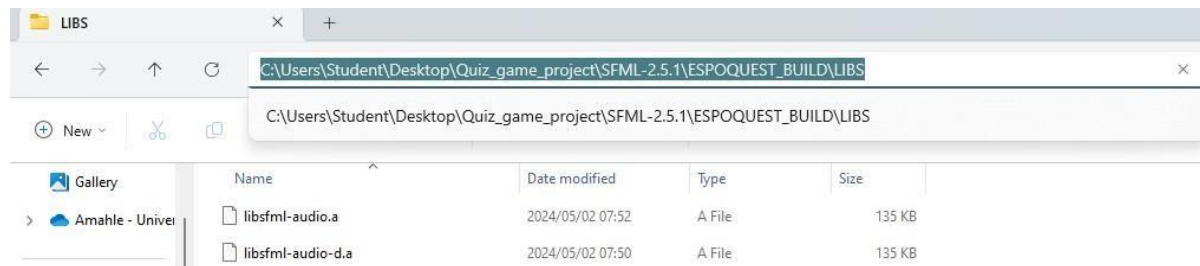 LIBS
C:\Users\Student\Desktop\Quiz_game_project\SFML-2.5.1\ESPOQUEST_BUILD\LIBS
New
C:\Users\Student\Desktop\Quiz_game_project\SFML-2.5.1\ESPOQUEST_BUILD\LIBS
Gallery Name Date modified Type Size
Amahle - Univer libsfml-audio.a 2024/05/02 07:52 A File 135 KB
libsfml-audio-d.a 2024/05/02 07:50 A File 135 KB